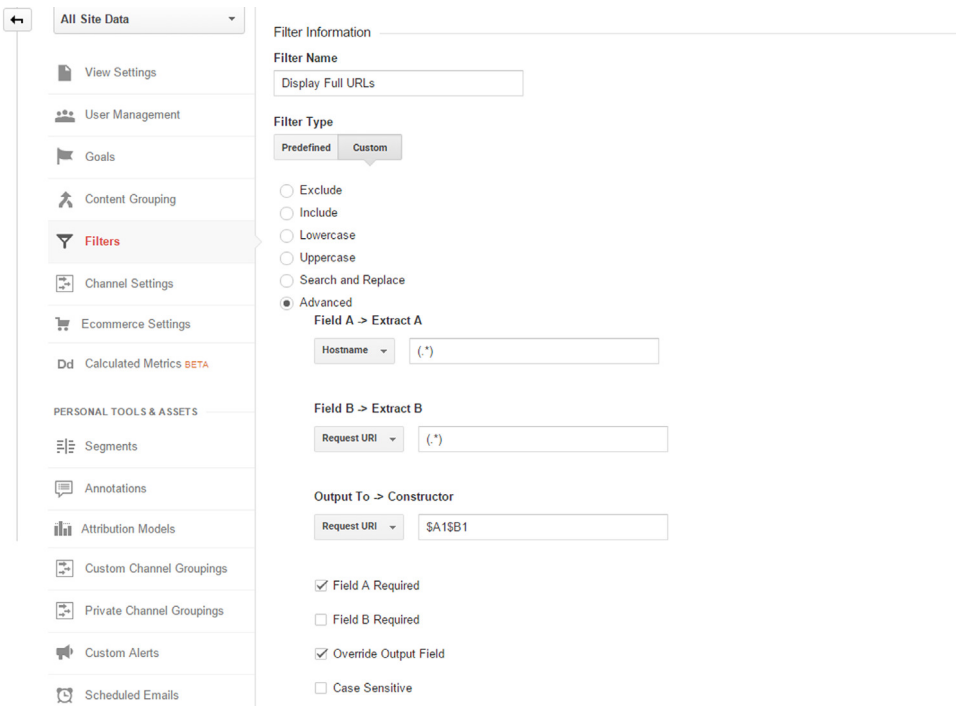 All Site Data
View Settings
User Management
Goals
Content Grouping
Filters
Channel Settings
Ecommerce Settings
Dd Calculated Metrics BETA
PERSONAL TOOLS & ASSETS
Segments
Annotations
Attribution Models
Custom Channel Groupings
Private Channel Groupings
Custom Alerts
Scheduled Emails
Filter Information
Filter Name
Display Full URLs
Filter Type
Predefined Custom
Exclude
Include
Lowercase
Uppercase
Search and Replace
Advanced
Field A -> Extract A
Hostname (.*)
Field B -> Extract B
Request URI (.*)
Output To -> Constructor
Request URI $A1$B1
Field A Required
Field B Required
Override Output Field
Case Sensitive